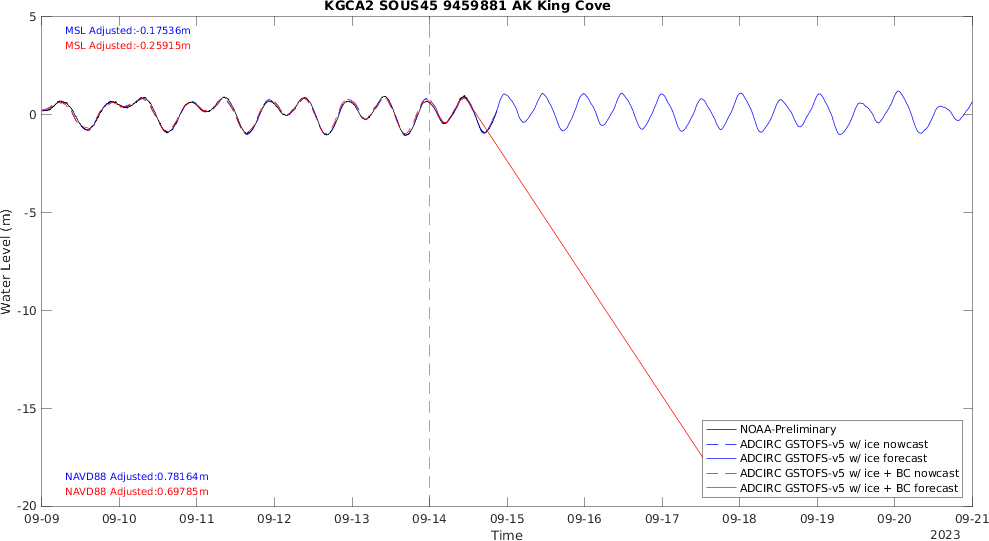 KGCA2 SOUS45 9459881 AK King Cove
MSL Adjusted:-0.17536m
MSL Adjusted:-0.25915m
5
0
-5
-10
-15
-20
Water Level (m)
NOAA-Preliminary
ADCIRC GSTOFS-v5 w/ ice nowcast
ADCIRC GSTOFS-v5 w/ ice forecast
ADCIRC GSTOFS-v5 w/ ice + BC nowcast
ADCIRC GSTOFS-v5 w/ ice + BC forecast
NAVD88 Adjusted:0.78164m
NAVD88 Adjusted:0.69785m
09-09 09-10 09-11 09-12 09-13 09-14 09-15 09-16 09-17 09-18 09-19 09-20 09-21
Time
2023